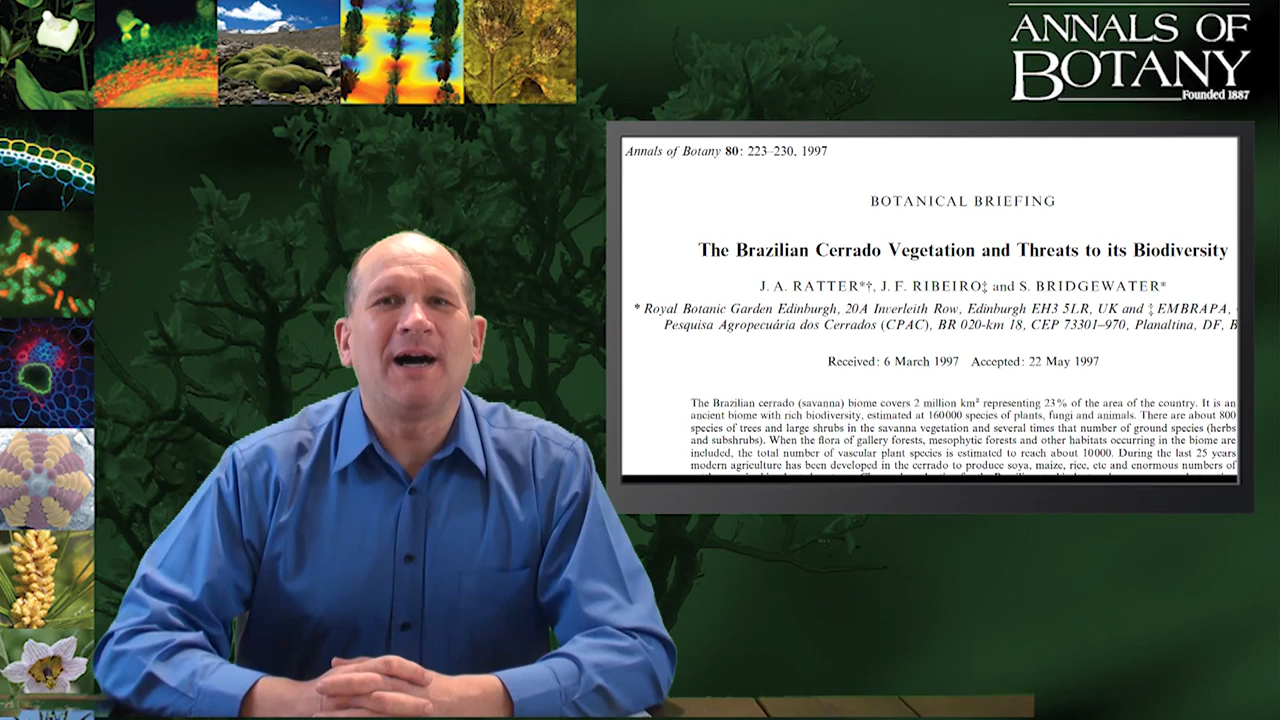 ANNALS OF
BOTANY
Founded 1887
Annals of Botany 80: 223–230, 1997
BOTANICAL BRIEFING
The Brazilian Cerrado Vegetation and Threats to its Biodiversity
J. A. RATTER*†, J. F. RIBEIRO‡ and S. BRIDGEWATER*
* Royal Botanic Garden Edinburgh, 20A Inverleith Row, Edinburgh EH3 5LR, UK and ‡ EMBRAPA,
Pesquisa Agropecuária dos Cerrados (CPAC), BR 020-km 18, CEP 73301–970, Planaltina, DF, B
Received: 6 March 1997 Accepted: 22 May 1997
The Brazilian cerrado (savanna) biome covers 2 million km² representing 23% of the area of the country. It is an
ancient biome with rich biodiversity, estimated at 160000 species of plants, fungi and animals. There are about 800
species of trees and large shrubs in the savanna vegetation and several times that number of ground species (herbs
and subshrubs). When the flora of gallery forests, mesophytic forests and other habitats occurring in the biome are
included, the total number of vascular plant species is estimated to reach about 10000. During the last 25 years
modern agriculture has been developed in the cerrado to produce soya, maize, rice, etc and enormous numbers of